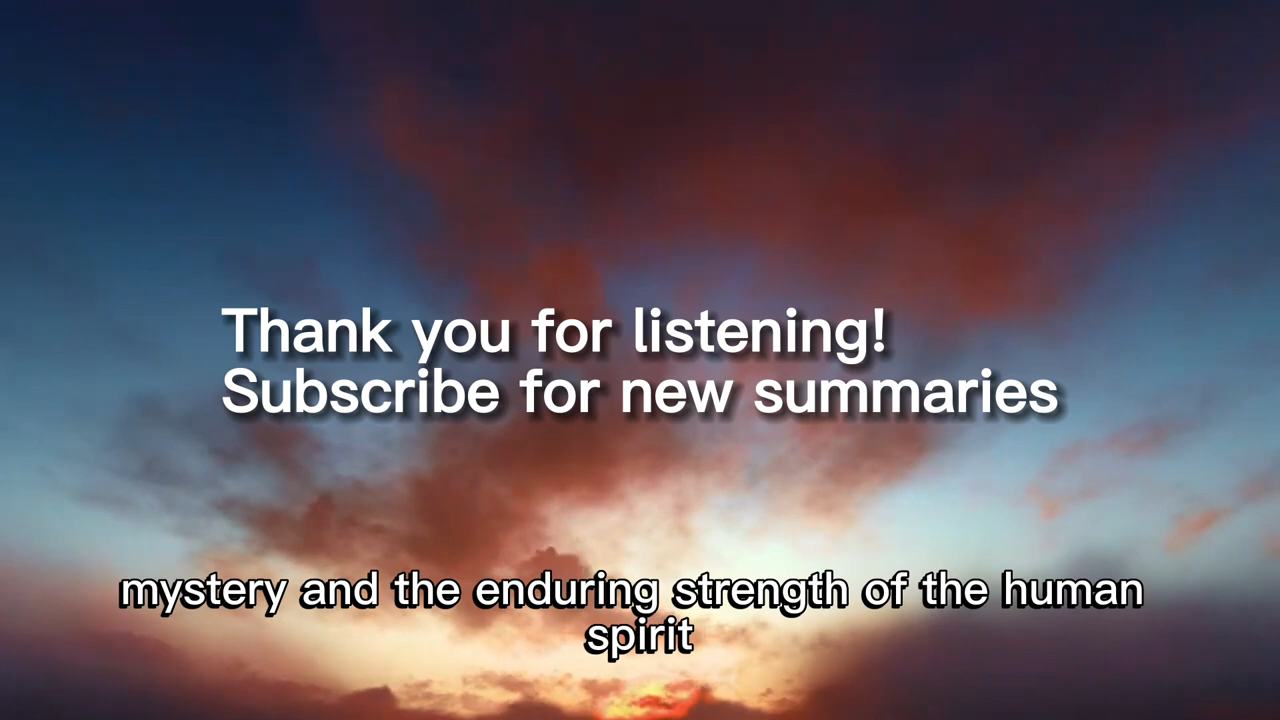 Thank you for listening!
Subscribe for new summaries
mystery and the enduring strength of the human
spirit